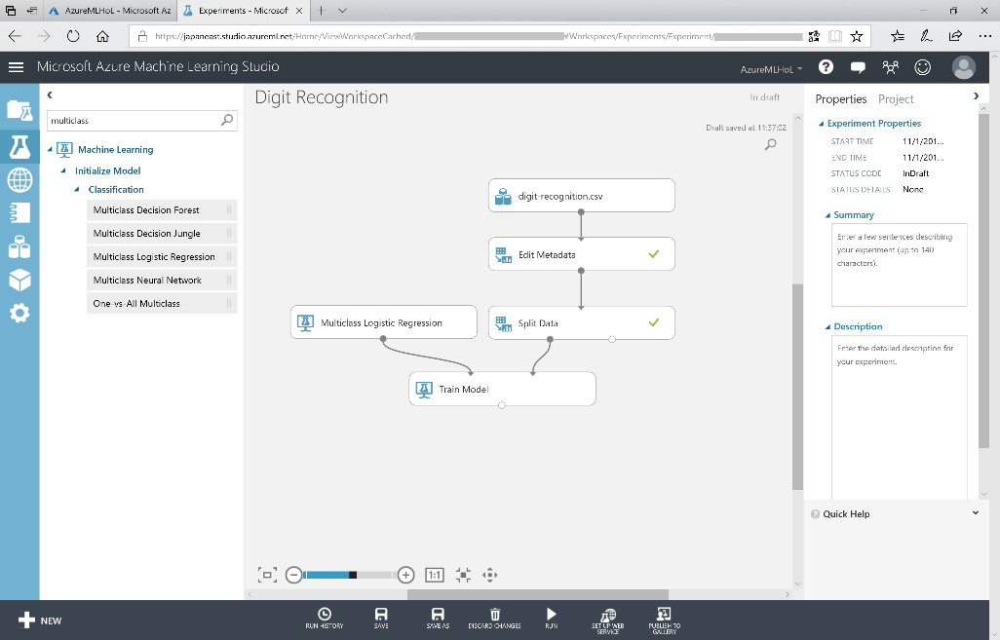 AzureMLHoL - Microsoft Az
Experiments - Microsof
https://japaneast.studio.azureml.net/Home/ViewWorkspaceCached/
#Workspaces/Experiments/Experiment/
Microsoft Azure Machine Learning Studio
AzureMLHoL
multiclass
Machine Learning
Initialize Model
Classification
Multiclass Decision Forest
Multiclass Decision Jungle
Multiclass Logistic Regression
Multiclass Neural Network
One-vs-All Multiclass
Digit Recognition
In draft
Draft saved at 11:37:02
digit-recognition.csv
Edit Metadata
Multiclass Logistic Regression
Split Data
Train Model
1:1
Properties Project
Experiment Properties
START TIME 11/1/201...
END TIME 11/1/201...
STATUS CODE InDraft
STATUS DETAILS None
Summary
Enter a few sentences describing
your experiment (up to 140
characters).
Description
Enter the detailed description for
your experiment.
Quick Help
NEW
RUN HISTORY
SAVE
SAVE AS
DISCARD CHANGES
RUN
SET UP WEB
SERVICE
PUBLISH TO
GALLERY